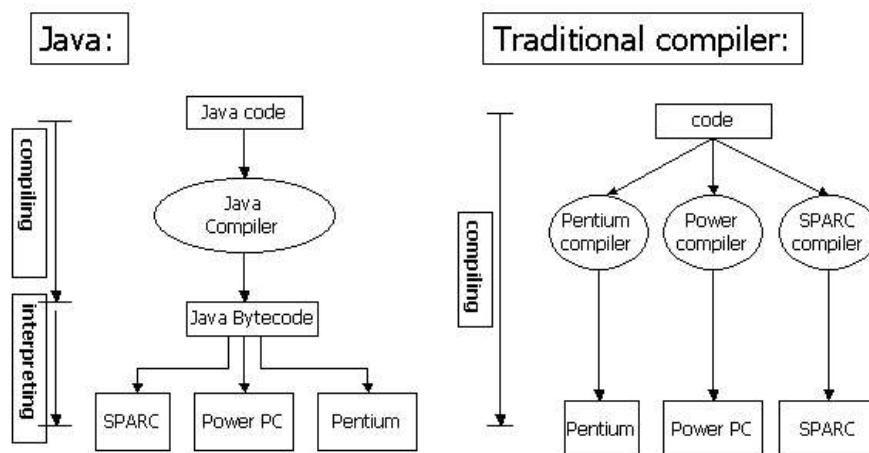 Java:
Traditional compiler:
compiling
interpreting
Java code
Java
Compiler
Java Bytecode
SPARC
Power PC
Pentium
compiling
code
Pentium
compiler
Power
compiler
SPARC
compiler
Pentium
Power PC
SPARC